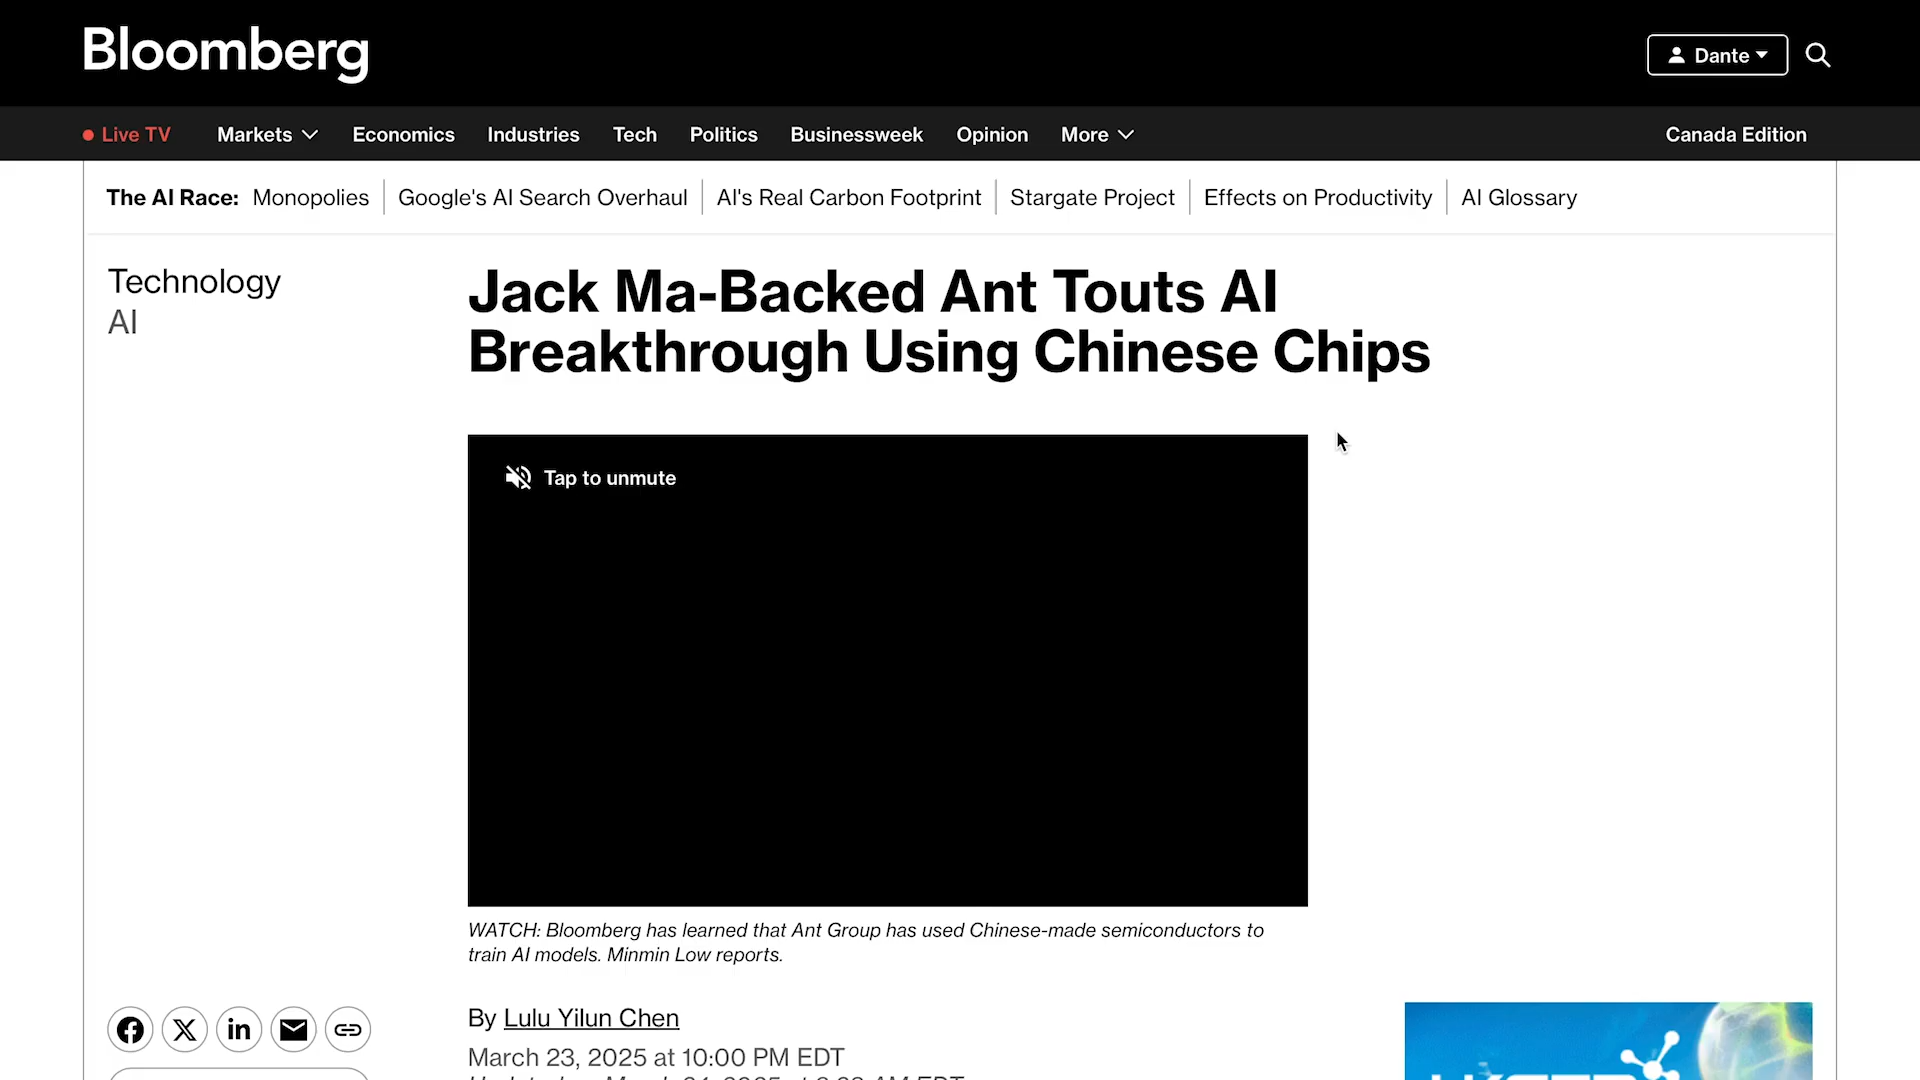 Bloomberg
Dante
Live TV Markets Economics Industries Tech Politics Businessweek Opinion More Canada Edition
The AI Race: Monopolies Google's AI Search Overhaul AI's Real Carbon Footprint Stargate Project Effects on Productivity AI Glossary
Technology
AI
Jack Ma-Backed Ant Touts AI
Breakthrough Using Chinese Chips
Tap to unmute
WATCH: Bloomberg has learned that Ant Group has used Chinese-made semiconductors to
train AI models. Minmin Low reports.
By Lulu Yilun Chen
March 23, 2025 at 10:00 PM EDT